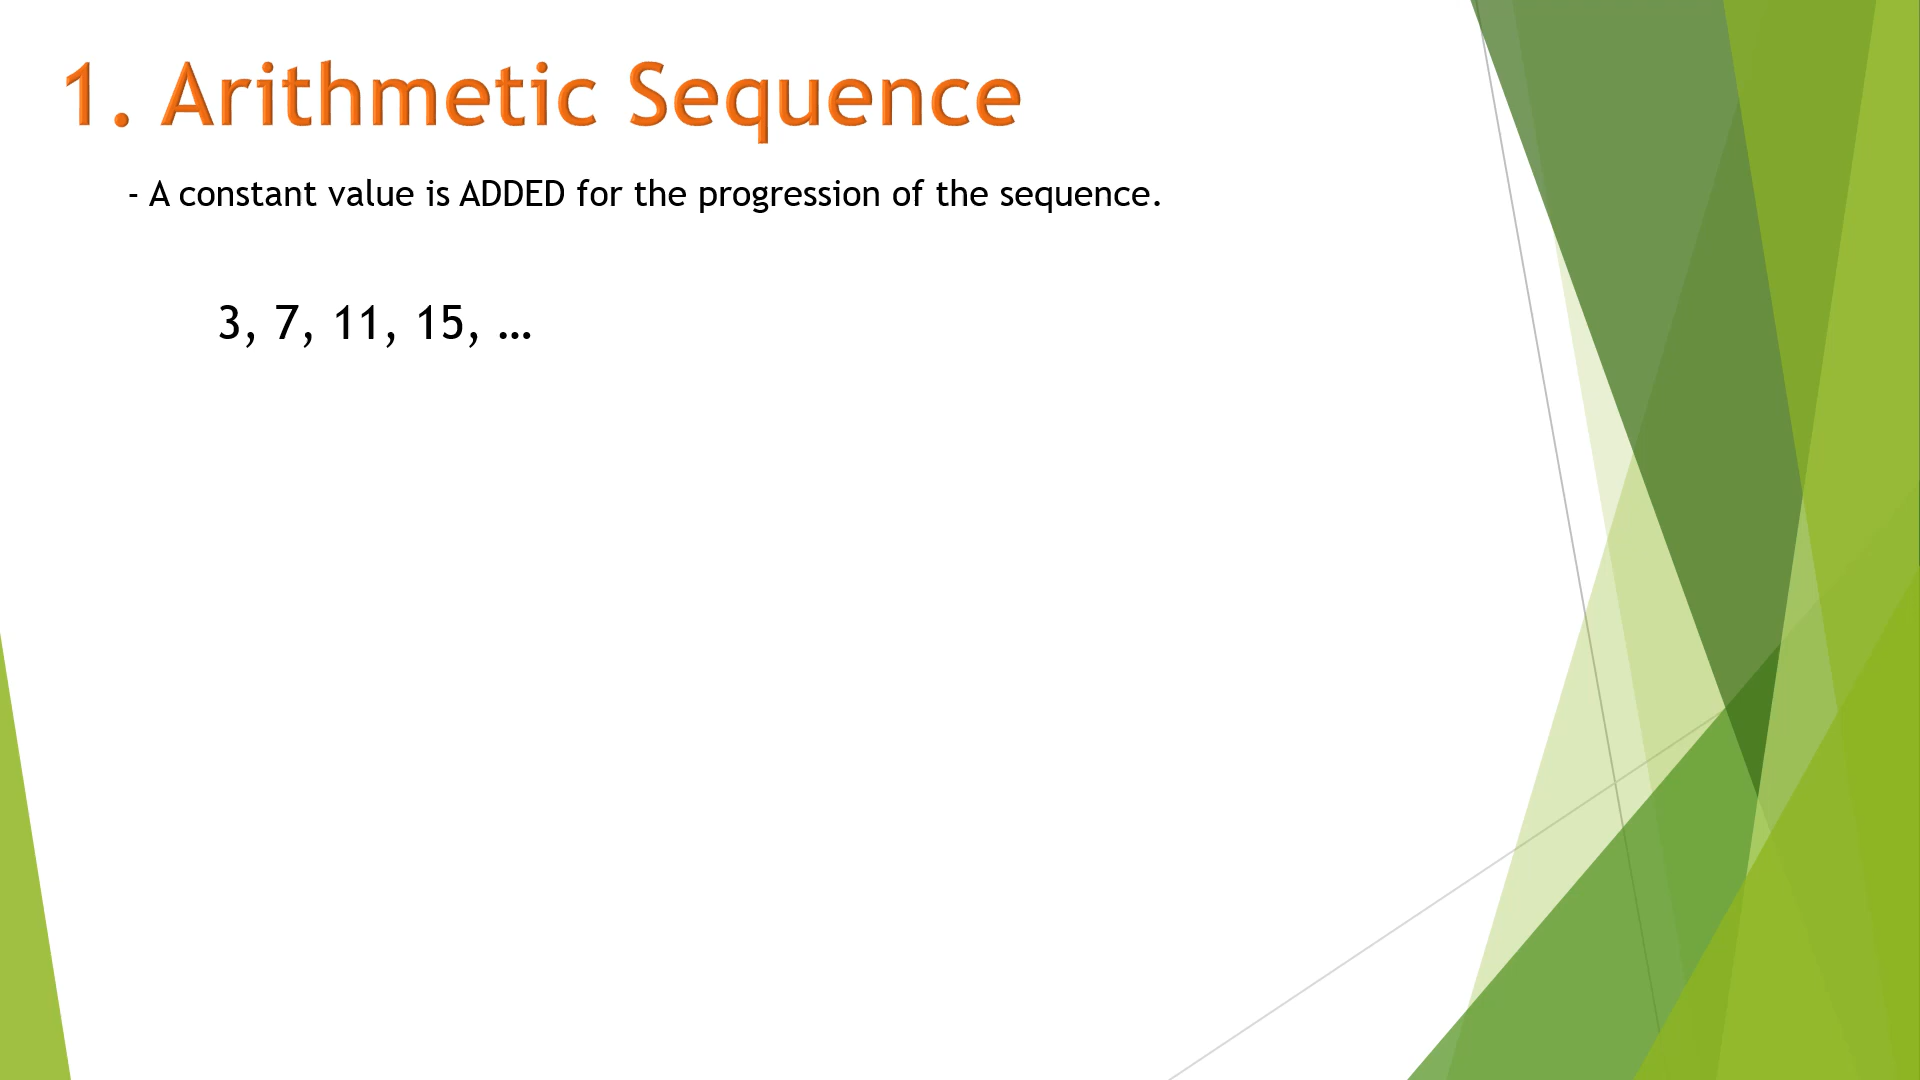 1. Arithmetic Sequence
- A constant value is ADDED for the progression of the sequence.
3, 7, 11, 15, …